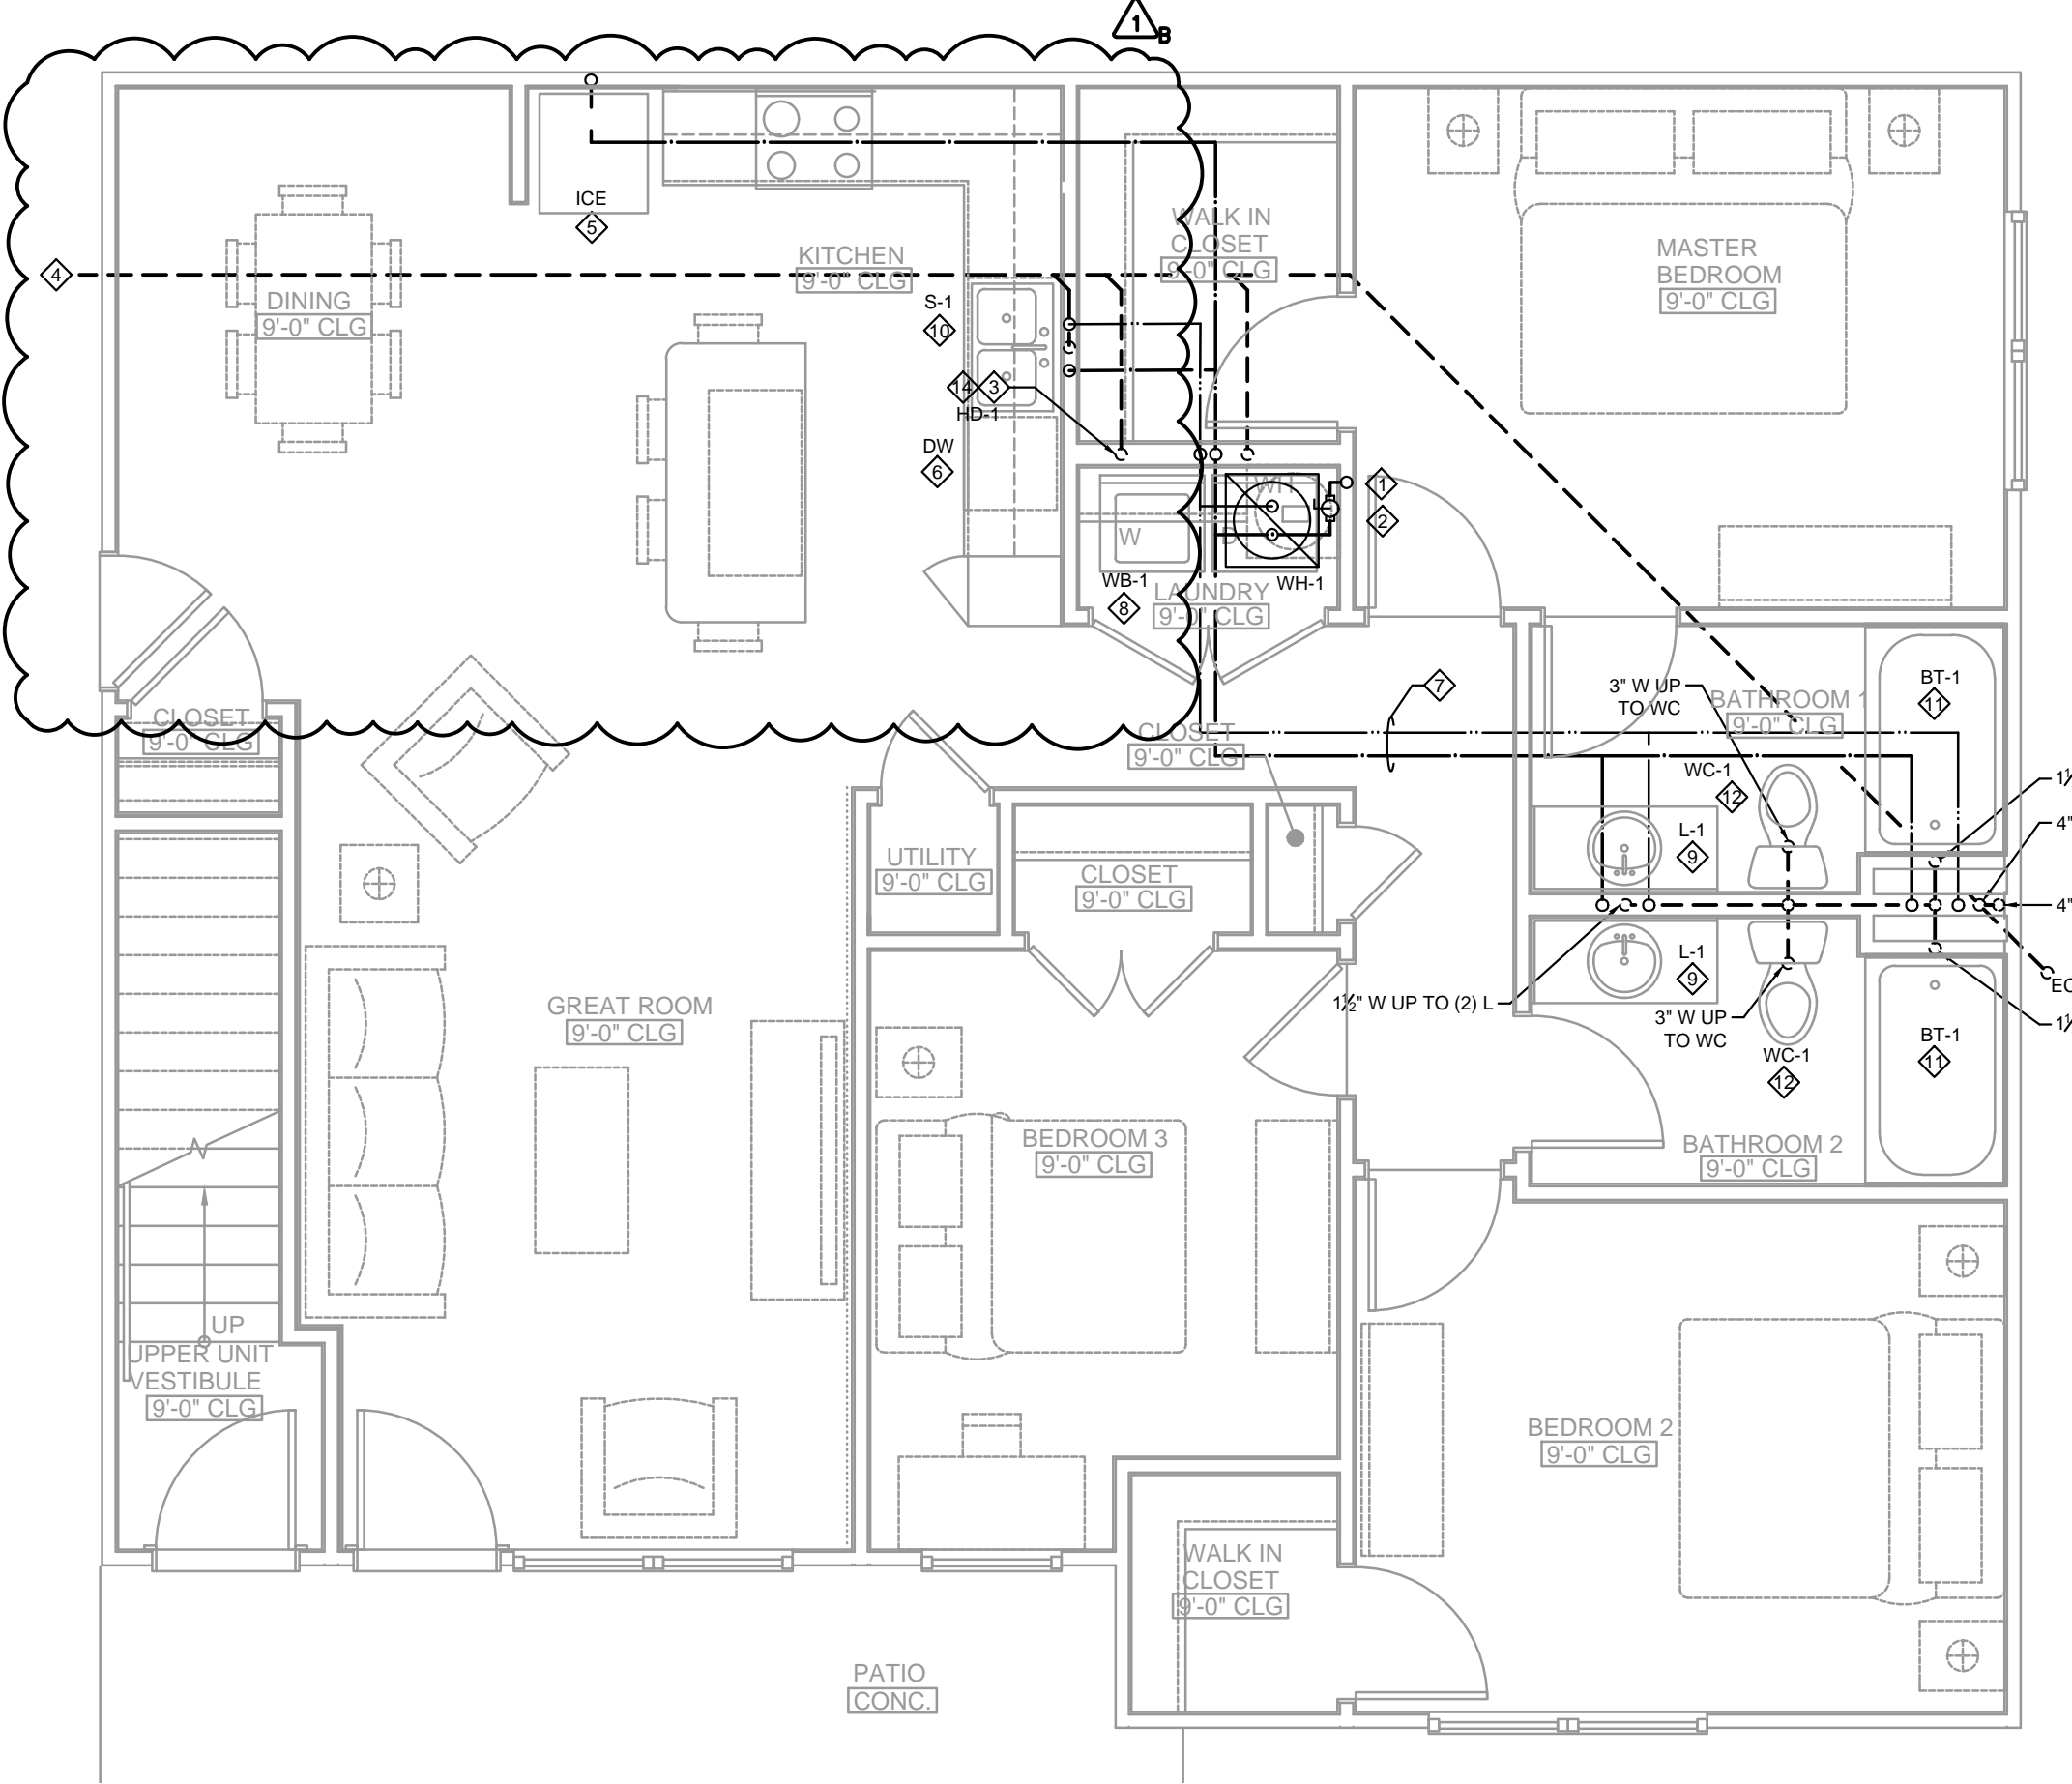 1
B
ICE
5
WALK IN
CLOSET
9'-0" CLG
KITCHEN
9'-0" CLG
MASTER
BEDROOM
9'-0" CLG
4
DINING
9'-0" CLG
S-1
10
14
3
HD-1
DW
6
WH
1
2
W
D
WB-1
8
LAUNDRY
9'-0" CLG
WH-1
7
3" W UP
TO WC
BATHROOM 1
9'-0" CLG
BT-1
11
CLOSET
9'-0" CLG
CLOSET
9'-0" CLG
WC-1
12
L-1
9
4"
UTILITY
9'-0" CLG
CLOSET
9'-0" CLG
4"
L-1
9
1½" W UP TO (2) L
GREAT ROOM
9'-0" CLG
3" W UP
TO WC
WC-1
12
BT-1
11
BEDROOM 3
9'-0" CLG
BATHROOM 2
9'-0" CLG
UP
UPPER UNIT
VESTIBULE
9'-0" CLG
BEDROOM 2
9'-0" CLG
WALK IN
CLOSET
9'-0" CLG
PATIO
CONC.